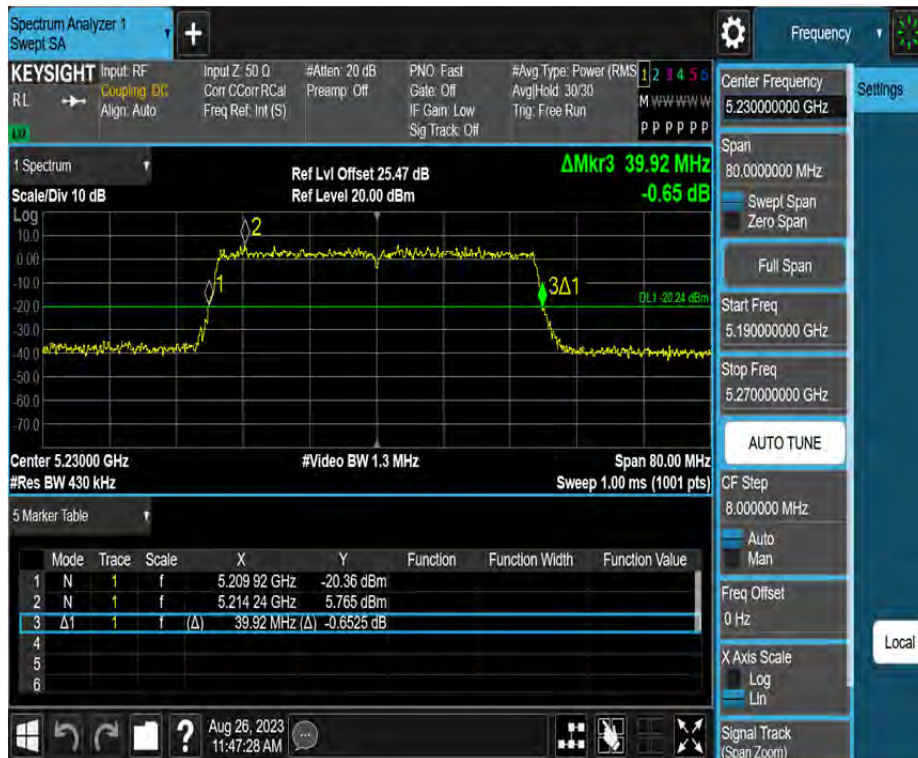 Spectrum Analyzer 1
Swept SA
+
Frequency
KEYSIGHT
RL
Input: RF
Coupling: DC
Align: Auto
Input Z: 50 Ω
Corr CCorr RCal
Freq Ref: Int (S)
#Atten: 20 dB
Preamp: Off
PNO: Fast
Gate: Off
IF Gain: Low
Sig Track: Off
#Avg Type: Power (RMS
Avg|Hold: 30/30
Trig: Free Run
1 2 3 4 5 6
M W W W W W
P P P P P P
1 Spectrum
Scale/Div 10 dB
Ref Lvl Offset 25.47 dB
Ref Level 20.00 dBm
ΔMkr3 39.92 MHz
-0.65 dB
Log
10.0
0.00
-10.0
-20.0
-30.0
-40.0
-50.0
-60.0
-70.0
2
1
3Δ1
DL1 -20.24 dBm
Center 5.23000 GHz
#Res BW 430 kHz
#Video BW 1.3 MHz
Span 80.00 MHz
Sweep 1.00 ms (1001 pts)
5 Marker Table
Mode Trace Scale X Y Function Function Width Function Value
1 N 1 f 5.209 92 GHz -20.36 dBm
2 N 1 f 5.214 24 GHz 5.765 dBm
3 Δ1 1 f (Δ) 39.92 MHz (Δ) -0.6525 dB
4
5
6
?
Aug 26, 2023
11:47:28 AM
Center Frequency
5.230000000 GHz
Span
80.0000000 MHz
Swept Span
Zero Span
Full Span
Start Freq
5.190000000 GHz
Stop Freq
5.270000000 GHz
AUTO TUNE
CF Step
8.000000 MHz
Auto
Man
Freq Offset
0 Hz
X Axis Scale
Log
Lin
Signal Track
(Span Zoom)
Settings
Local